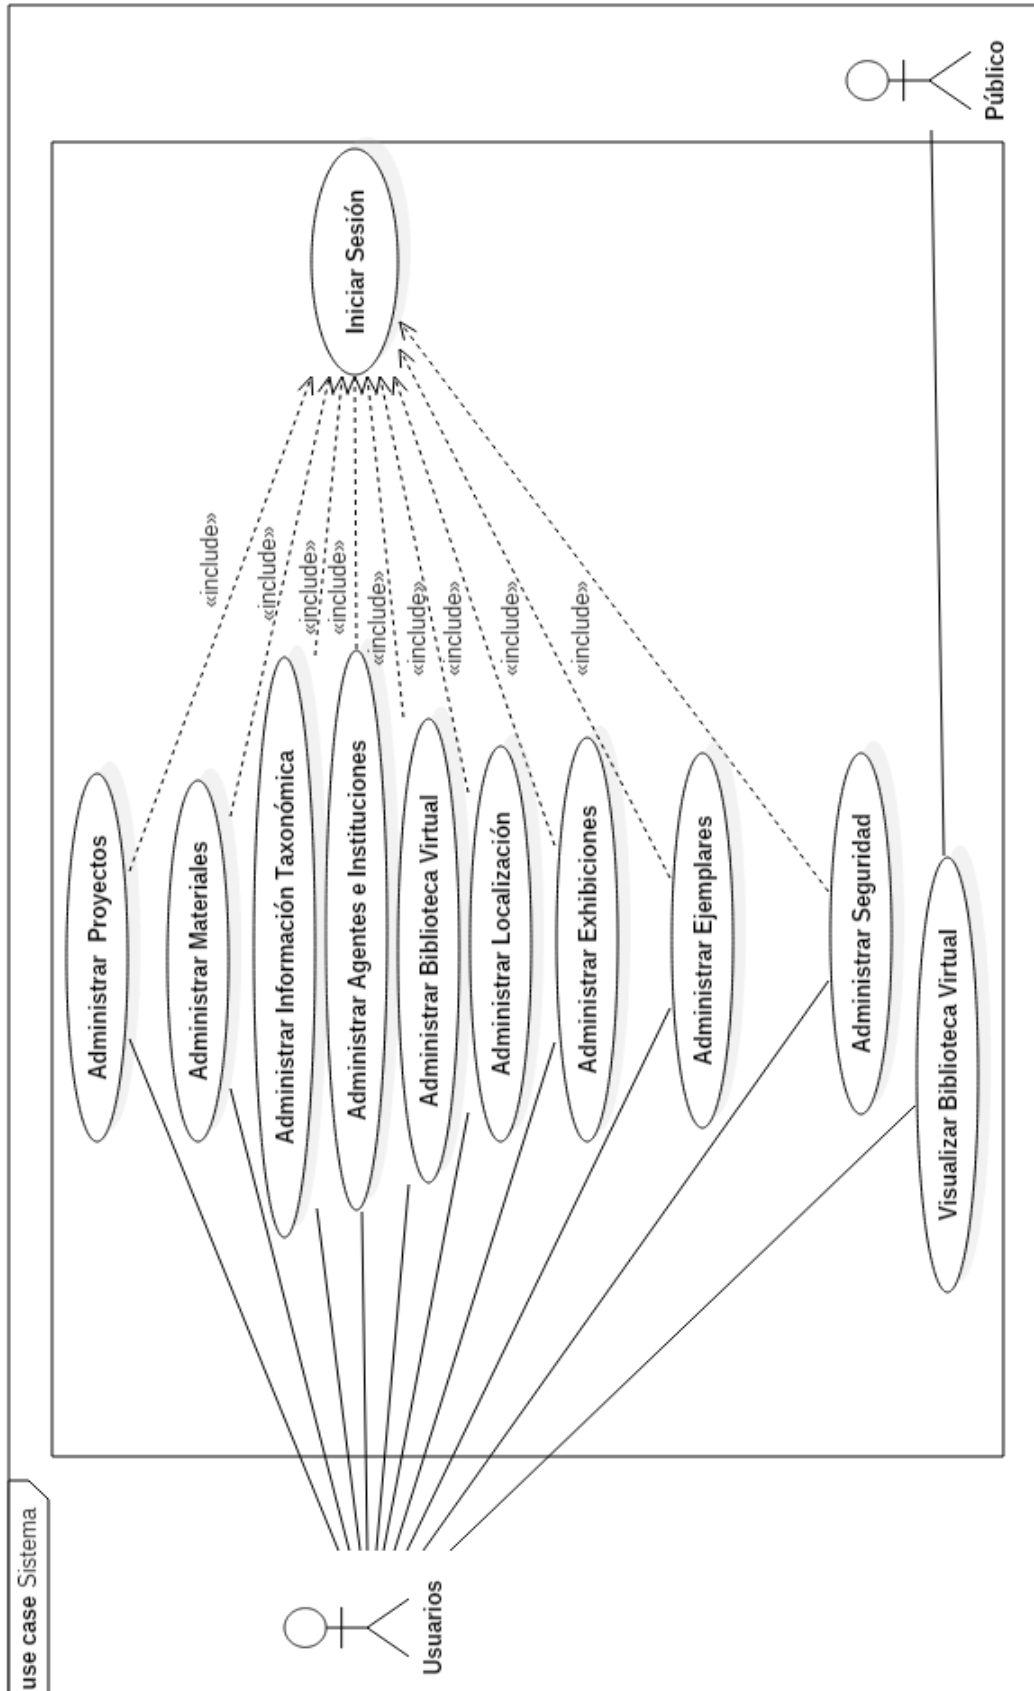 use case Sistema
Usuarios
Administrar Proyectos
Administrar Materiales
Administrar Información Taxonómica
Administrar Agentes e Instituciones
Administrar Biblioteca Virtual
Administrar Localización
Administrar Exhibiciones
Administrar Ejemplares
Administrar Seguridad
Visualizar Biblioteca Virtual
«include»
«include»
«include»
«include»
«include»
«include»
«include»
«include»
«include»
Iniciar Sesión
Público